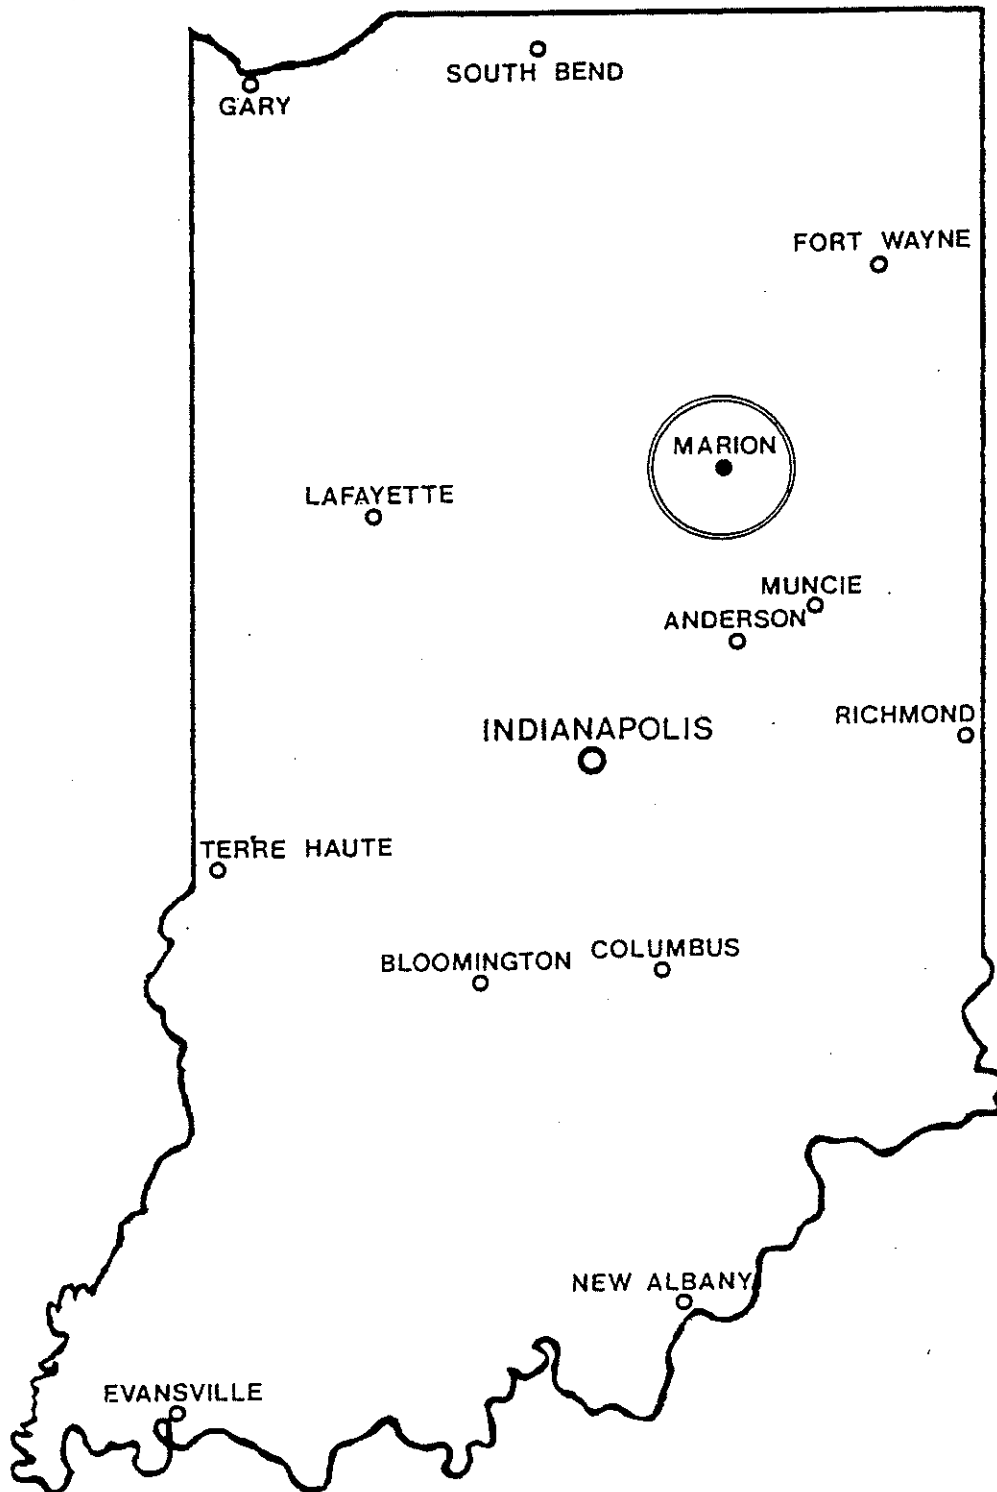 SOUTH BEND
GARY
FORT WAYNE
MARION
LAFAYETTE
MUNCIE
ANDERSON
RICHMOND
INDIANAPOLIS
TERRE HAUTE
BLOOMINGTON
COLUMBUS
NEW ALBANY
EVANSVILLE